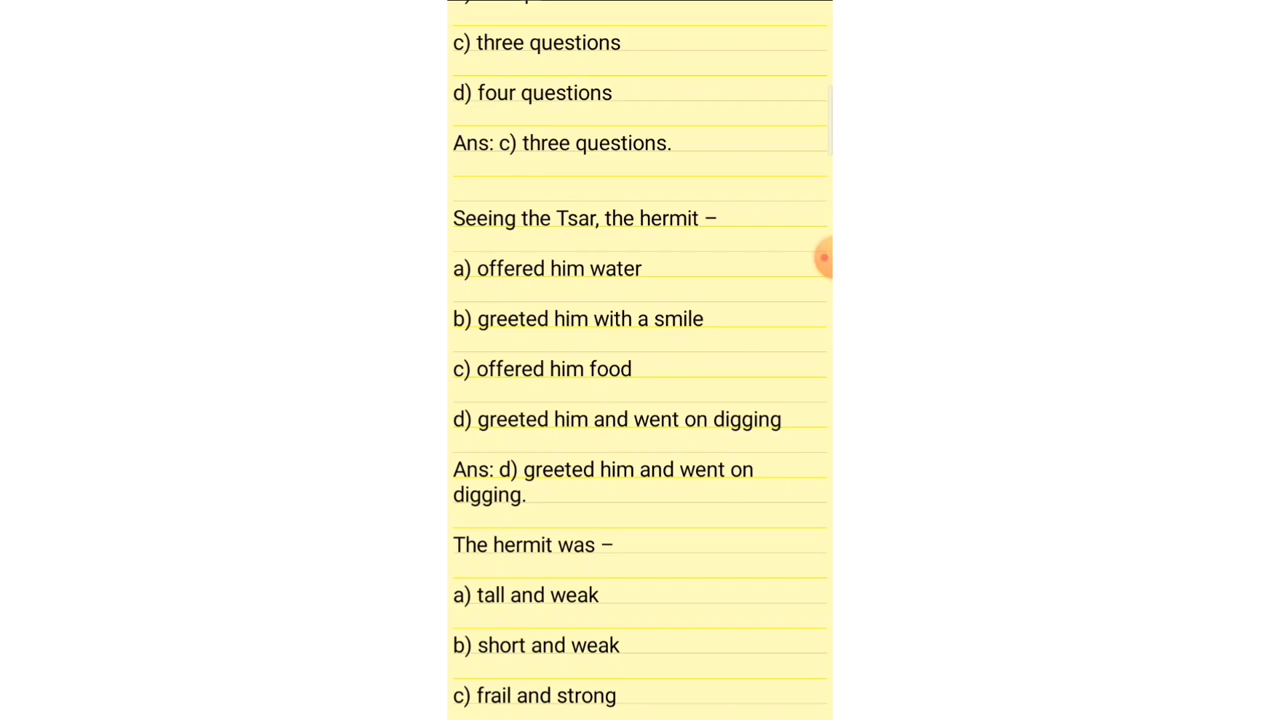 c) three questions
d) four questions
Ans: c) three questions.
Seeing the Tsar, the hermit –
a) offered him water
b) greeted him with a smile
c) offered him food
d) greeted him and went on digging
Ans: d) greeted him and went on
digging.
The hermit was –
a) tall and weak
b) short and weak
c) frail and strong